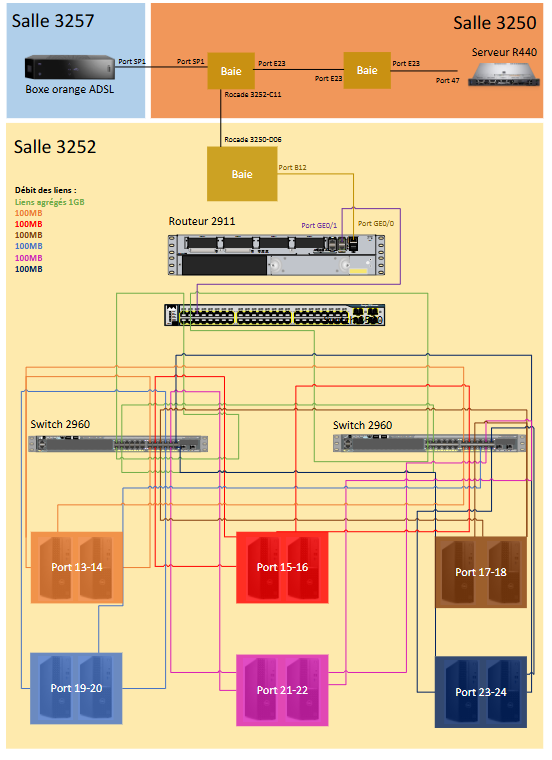 Salle 3257
Salle 3250
Serveur R440
Port SP1
Port SP1
Baie
Port E23
Port E23
Baie
Port E23
Port 47
Boxe orange ADSL
Rocade 3252-C11
Rocade 3250-D06
Salle 3252
Baie
Port B12
Débit des liens :
Liens agrégés 1GB
100MB
100MB
100MB
100MB
100MB
100MB
Routeur 2911
Port GE0/1
Port GE0/0
Switch 2960
Switch 2960
Port 13-14
Port 15-16
Port 17-18
Port 19-20
Port 21-22
Port 23-24